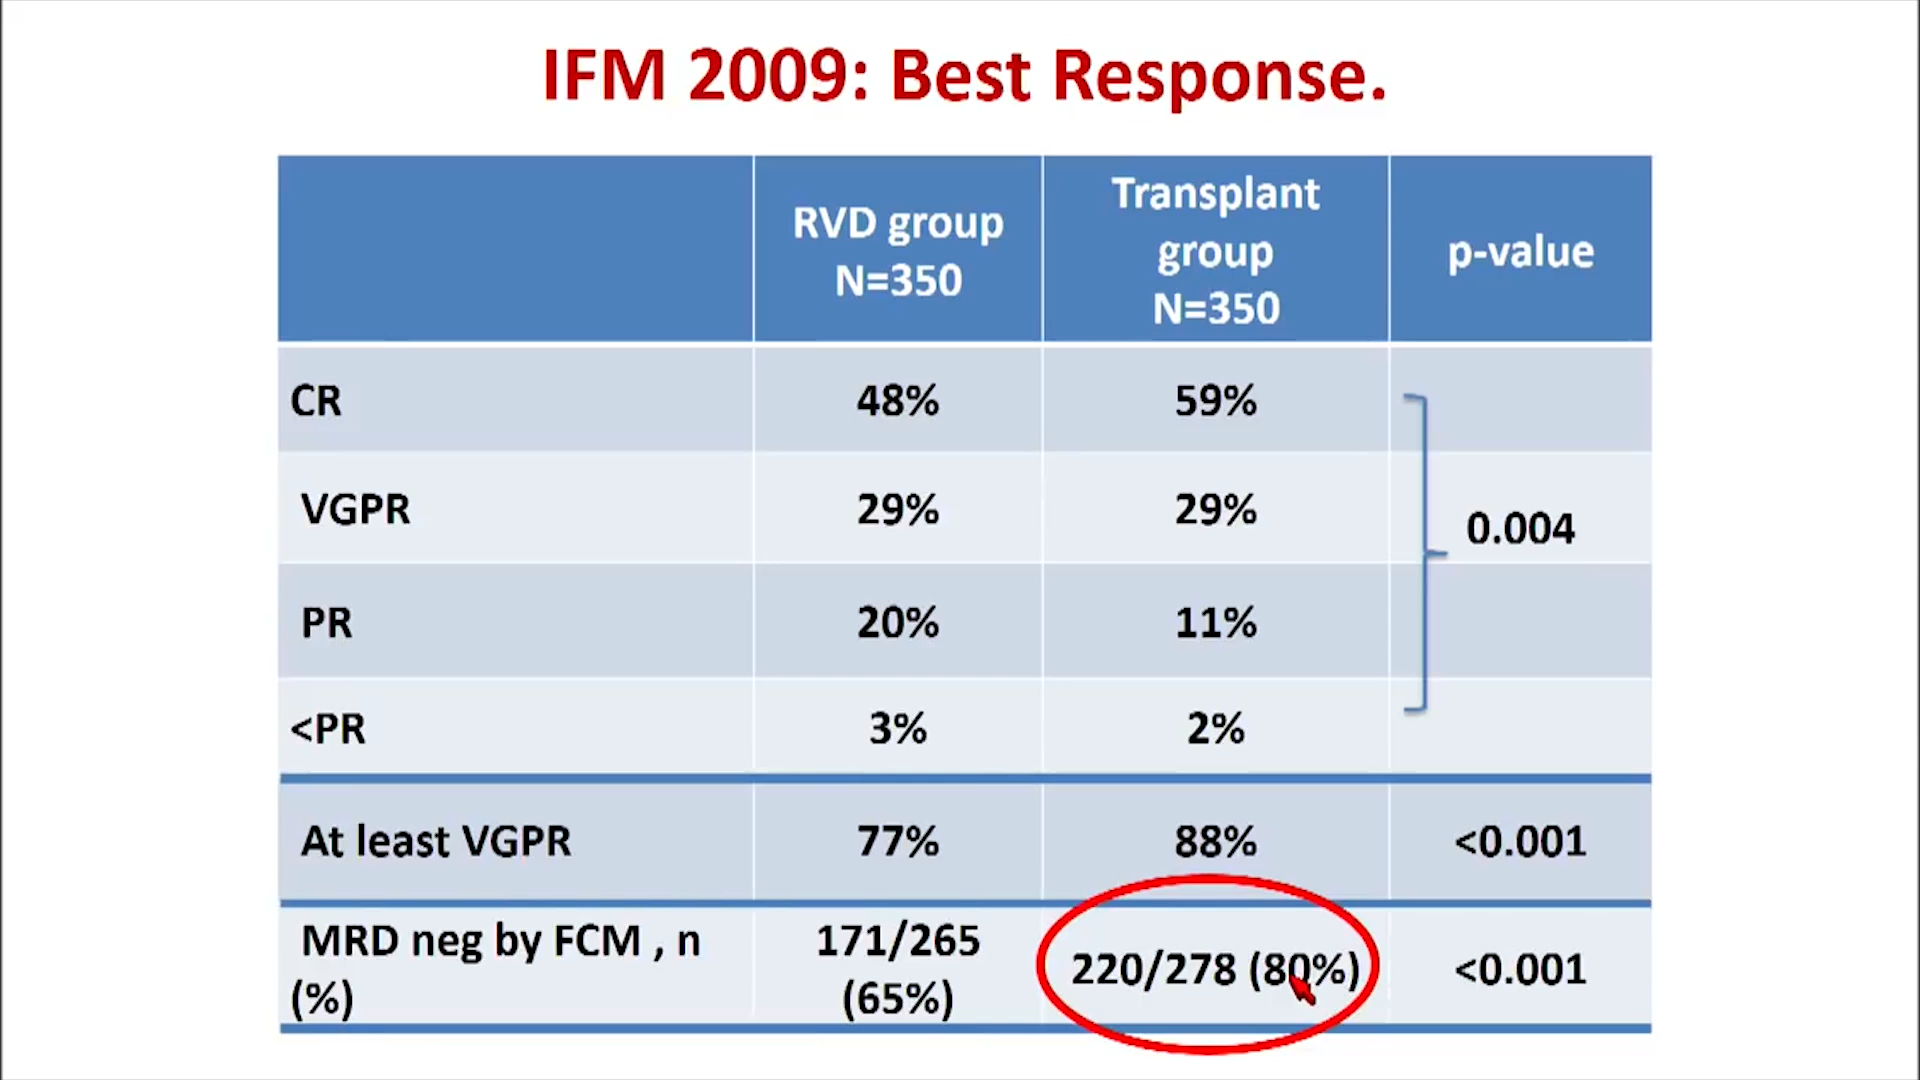 IFM 2009: Best Response.
RVD group
N=350
Transplant
group
N=350
p-value
CR
48%
59%
VGPR
29%
29%
0.004
PR
20%
11%
<PR
3%
2%
At least VGPR
77%
88%
<0.001
MRD neg by FCM , n
(%)
171/265
(65%)
220/278 (80%)
<0.001